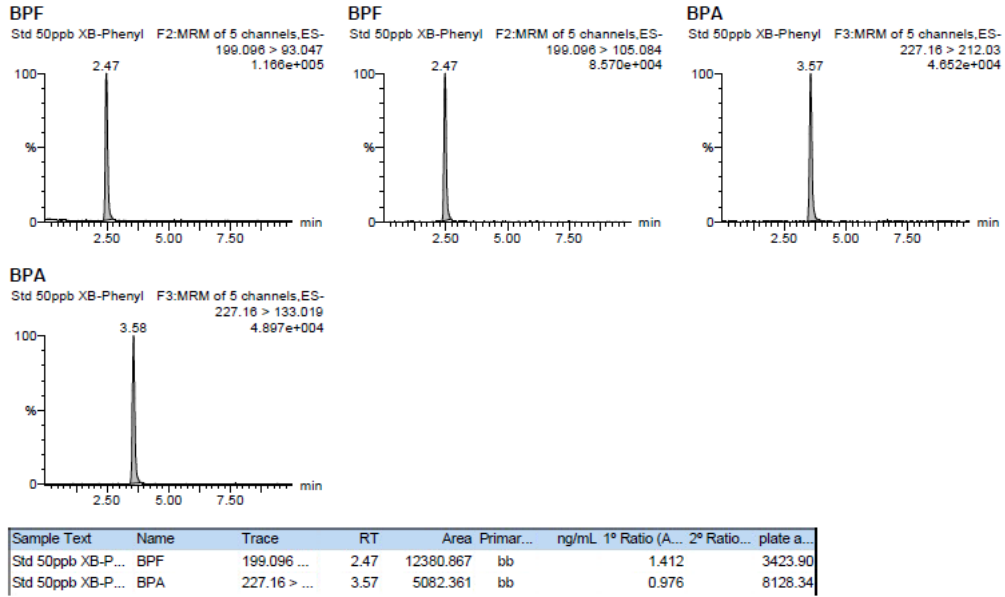 BPF
Std 50ppb XB-Phenyl F2:MRM of 5 channels,ES-
199.096 > 93.047
1.166e+005
2.47
100
%
0
2.50 5.00 7.50
min
BPF
Std 50ppb XB-Phenyl F2:MRM of 5 channels,ES-
199.096 > 105.084
8.570e+004
2.47
100
%
0
2.50 5.00 7.50
min
BPA
Std 50ppb XB-Phenyl F3:MRM of 5 channels,ES-
227.16 > 212.03
4.652e+004
3.57
100
%
0
2.50 5.00 7.50
min
BPA
Std 50ppb XB-Phenyl F3:MRM of 5 channels,ES-
227.16 > 133.019
4.897e+004
3.58
100
%
0
2.50 5.00 7.50
min
Sample Text Name Trace RT Area Primar... ng/mL 1º Ratio (A... 2º Ratio... plate a...
Std 50ppb XB-P... BPF 199.096 ... 2.47 12380.867 bb 1.412 3423.90
Std 50ppb XB-P... BPA 227.16 > ... 3.57 5082.361 bb 0.976 8128.34